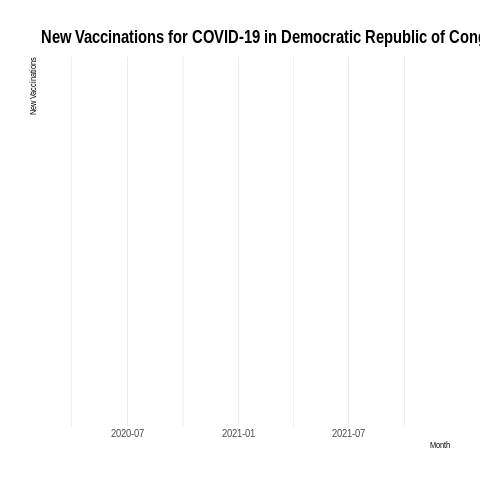 New Vaccinations for COVID-19 in Democratic Republic of Cong
New Vaccinations
2020-07 2021-01 2021-07
Month